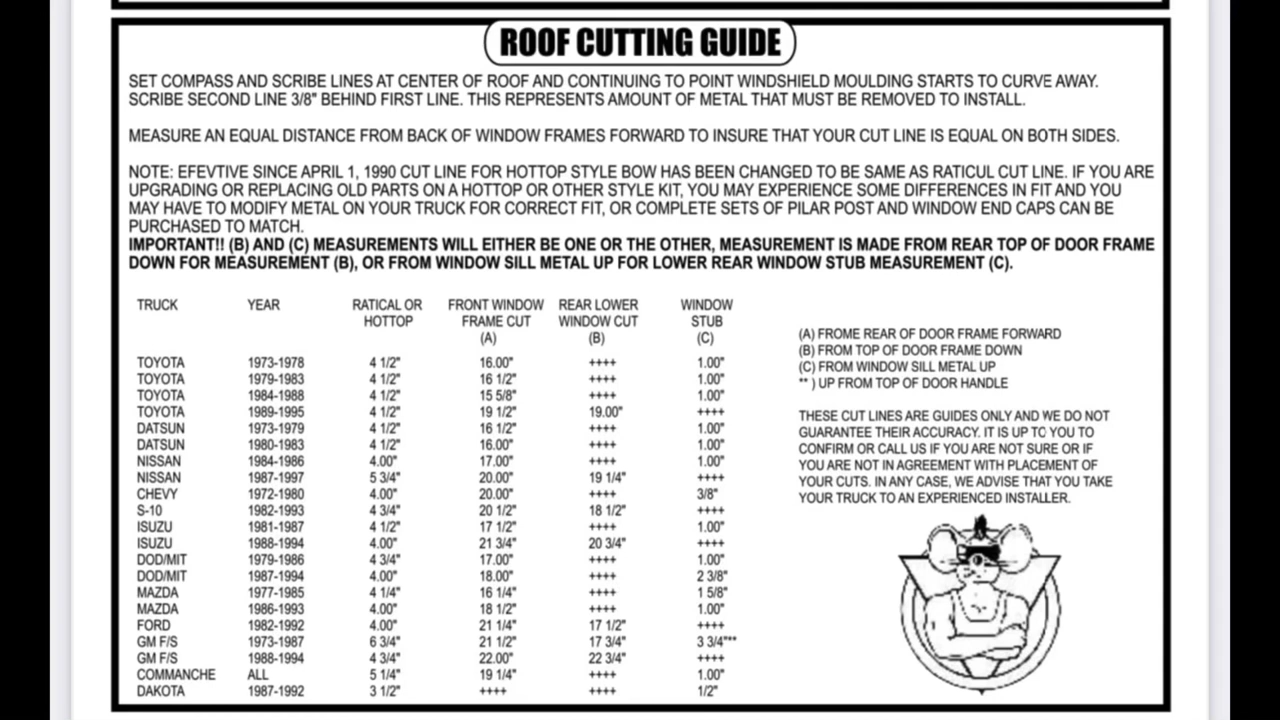 ROOF CUTTING GUIDE
SET COMPASS AND SCRIBE LINES AT CENTER OF ROOF AND CONTINUING TO POINT WINDSHIELD MOULDING STARTS TO CURVE AWAY.
SCRIBE SECOND LINE 3/8" BEHIND FIRST LINE. THIS REPRESENTS AMOUNT OF METAL THAT MUST BE REMOVED TO INSTALL.
MEASURE AN EQUAL DISTANCE FROM BACK OF WINDOW FRAMES FORWARD TO INSURE THAT YOUR CUT LINE IS EQUAL ON BOTH SIDES.
NOTE: EFEVTIVE SINCE APRIL 1, 1990 CUT LINE FOR HOTTOP STYLE BOW HAS BEEN CHANGED TO BE SAME AS RATICUL CUT LINE. IF YOU ARE
UPGRADING OR REPLACING OLD PARTS ON A HOTTOP OR OTHER STYLE KIT, YOU MAY EXPERIENCE SOME DIFFERENCES IN FIT AND YOU
MAY HAVE TO MODIFY METAL ON YOUR TRUCK FOR CORRECT FIT, OR COMPLETE SETS OF PILAR POST AND WINDOW END CAPS CAN BE
PURCHASED TO MATCH.
IMPORTANT!! (B) AND (C) MEASUREMENTS WILL EITHER BE ONE OR THE OTHER, MEASUREMENT IS MADE FROM REAR TOP OF DOOR FRAME
DOWN FOR MEASUREMENT (B), OR FROM WINDOW SILL METAL UP FOR LOWER REAR WINDOW STUB MEASUREMENT (C).
TRUCK YEAR RATICAL OR FRONT WINDOW REAR LOWER WINDOW
HOTTOP FRAME CUT WINDOW CUT STUB
(A) (B) (C)
TOYOTA 1973-1978 4 1/2" 16.00" ++++ 1.00"
TOYOTA 1979-1983 4 1/2" 16 1/2" ++++ 1.00"
TOYOTA 1984-1988 4 1/2" 15 5/8" ++++ 1.00"
TOYOTA 1989-1995 4 1/2" 19 1/2" 19.00" ++++
DATSUN 1973-1979 4 1/2" 16 1/2" ++++ 1.00"
DATSUN 1980-1983 4 1/2" 16.00" ++++ 1.00"
NISSAN 1984-1986 4.00" 17.00" ++++ 1.00"
NISSAN 1987-1997 5 3/4" 20.00" 19 1/4" ++++
CHEVY 1972-1980 4.00" 20.00" ++++ 3/8"
S-10 1982-1993 4 3/4" 20 1/2" 18 1/2" ++++
ISUZU 1981-1987 4 1/2" 17 1/2" ++++ 1.00"
ISUZU 1988-1994 4.00" 21 3/4" 20 3/4" ++++
DOD/MIT 1979-1986 4 3/4" 17.00" ++++ 1.00"
DOD/MIT 1987-1994 4.00" 18.00" ++++ 2 3/8"
MAZDA 1977-1985 4 1/4" 16 1/4" ++++ 1 5/8"
MAZDA 1986-1993 4.00" 18 1/2" ++++ 1.00"
FORD 1982-1992 4.00" 21 1/4" 17 1/2" ++++
GM F/S 1973-1987 6 3/4" 21 1/2" 17 3/4" 3 3/4"**
GM F/S 1988-1994 4 3/4" 22.00" 22 3/4" ++++
COMMANCHE ALL 5 1/4" 19 1/4" ++++ 1.00"
DAKOTA 1987-1992 3 1/2" ++++ ++++ 1/2"
(A) FROME REAR OF DOOR FRAME FORWARD
(B) FROM TOP OF DOOR FRAME DOWN
(C) FROM WINDOW SILL METAL UP
** ) UP FROM TOP OF DOOR HANDLE
THESE CUT LINES ARE GUIDES ONLY AND WE DO NOT
GUARANTEE THEIR ACCURACY. IT IS UP TO YOU TO
CONFIRM OR CALL US IF YOU ARE NOT SURE OR IF
YOU ARE NOT IN AGREEMENT WITH PLACEMENT OF
YOUR CUTS. IN ANY CASE, WE ADVISE THAT YOU TAKE
YOUR TRUCK TO AN EXPERIENCED INSTALLER.